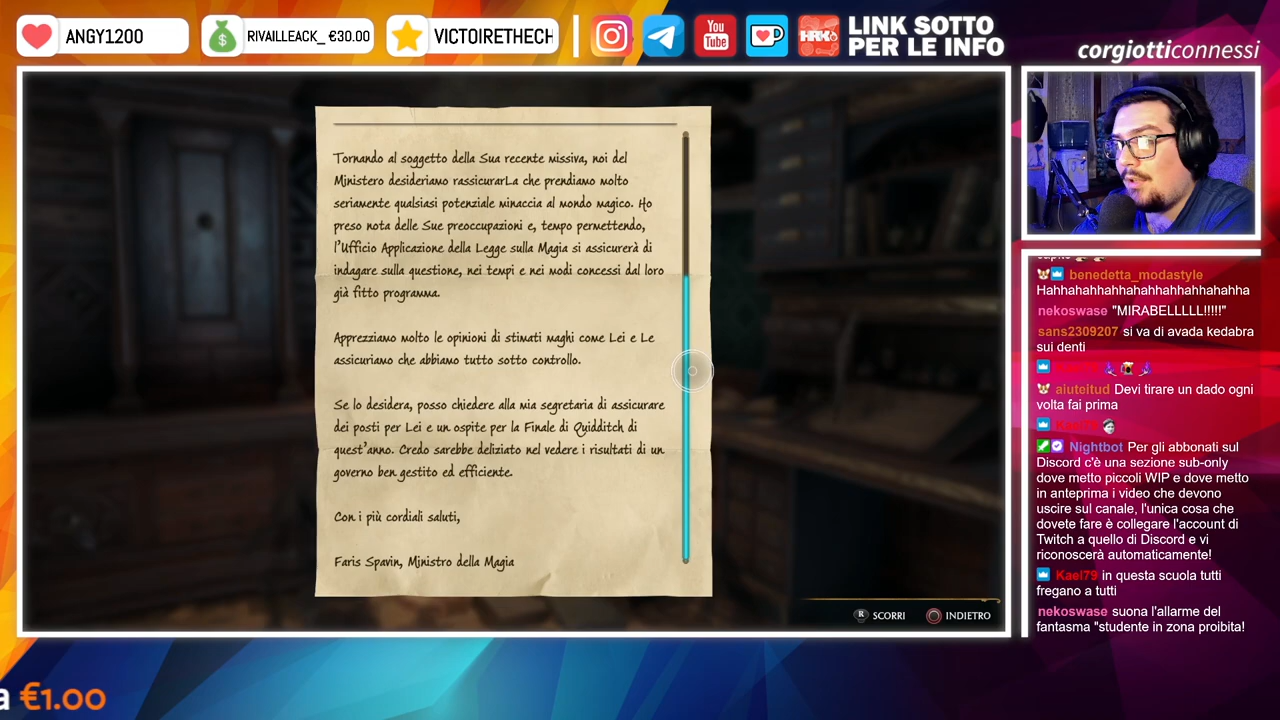 ANGY1200
RIVAILLEACK_ €30.00
VICTOIRETHECH
You
Tube
HRK
LINK SOTTO
PER LE INFO
corgiotticonnessi
Tornando al soggetto della Sua recente missiva, noi del
Ministero desideriamo rassicurarLa che prendiamo molto
seriamente qualsiasi potenziale minaccia al mondo magico. Ho
preso nota delle Sue preoccupazioni e, tempo permettendo,
l'Ufficio Applicazione della Legge sulla Magia si assicurerà di
indagare sulla questione, nei tempi e nei modi concessi dal loro
già fitto programma.
Apprezziamo molto le opinioni di stimati maghi come Lei e Le
assicuriamo che abbiamo tutto sotto controllo.
Se lo desidera, posso chiedere alla mia segretaria di assicurare
dei posti per Lei e un ospite per la Finale di Quidditch di
quest'anno. Credo sarebbe deliziato nel vedere i risultati di un
governo ben gestito ed efficiente.
Con i più cordiali saluti,
Faris Spavin, Ministro della Magia
R SCORRI
INDIETRO
benedetta_modastyle
Hahhahahhahhahahhahhahhahahha
nekoswase "MIRABELLLLL!!!!!"
sans2309207 si va di avada kedabra
sui denti
aiuteitud Devi tirare un dado ogni
volta fai prima
Kael79
Nightbot Per gli abbonati sul
Discord c'è una sezione sub-only
dove metto piccoli WIP e dove metto
in anteprima i video che devono
uscire sul canale, l'unica cosa che
dovete fare è collegare l'account di
Twitch a quello di Discord e vi
riconoscerà automaticamente!
Kael79 in questa scuola tutti
fregano a tutti
nekoswase suona l'allarme del
fantasma "studente in zona proibita!
a €1.00